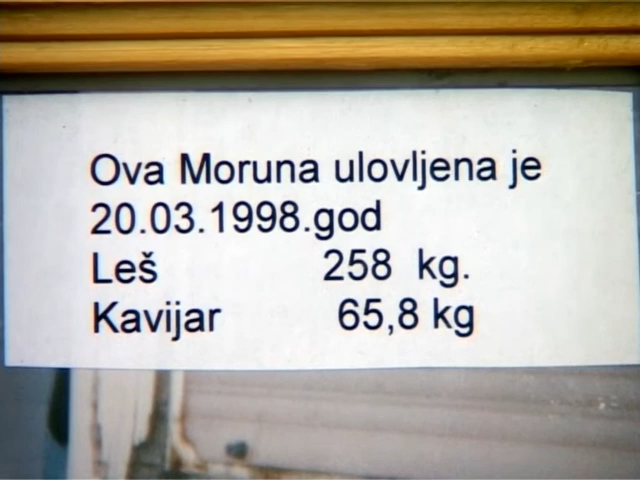 Ova Moruna ulovljena je
20.03.1998.god
Leš 258 kg.
Kavijar 65,8 kg